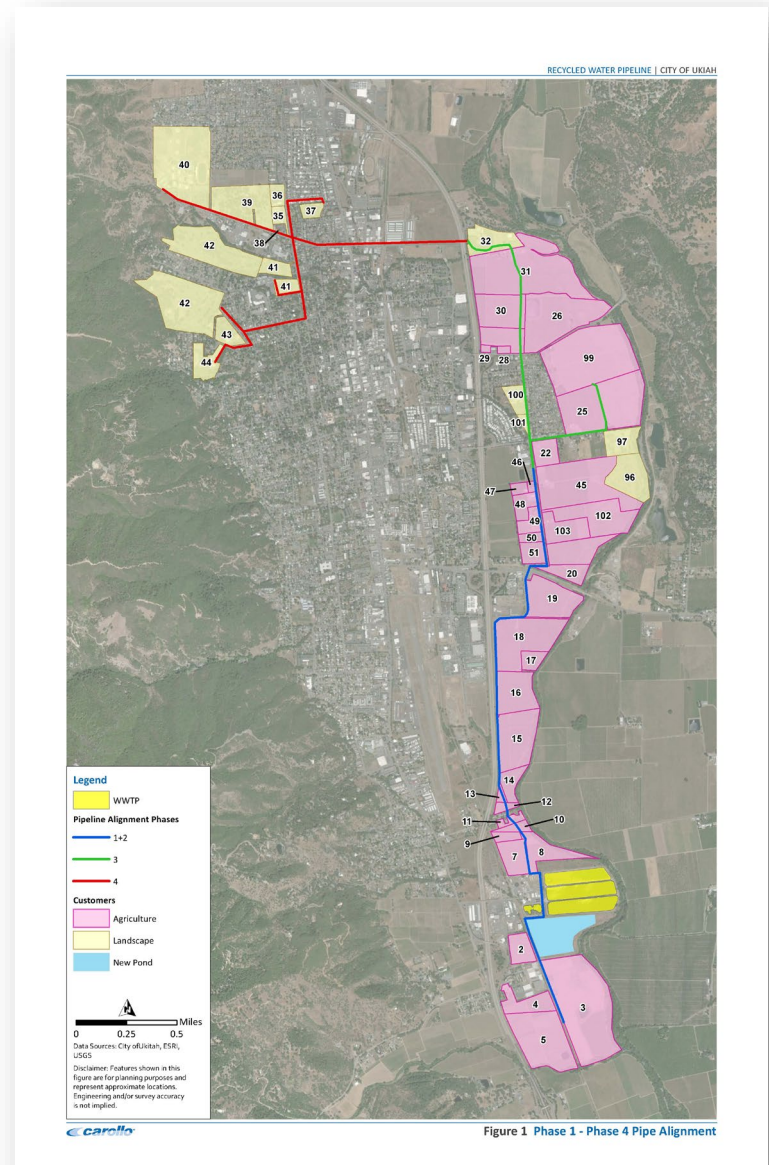 RECYCLED WATER PIPELINE | CITY OF UKIAH
40
36
39
37
35
38
42
32
41
31
42
41
30
26
43
29
28
99
44
100
25
101
97
22
46
96
45
47
48
102
49
103
50
51
20
19
18
17
16
15
14
13
12
11
10
9
8
7
2
3
4
5
Legend
WWTP
Pipeline Alignment Phases
1+2
3
4
Customers
Agriculture
Landscape
New Pond
Miles
0 0.25 0.5
Data Sources: City ofUkitah, ESRI,
USGS
Disclaimer: Features shown in this
figure are for planning purposes and
represent approximate locations.
Engineering and/or survey accuracy
is not implied.
carollo
Figure 1 Phase 1 - Phase 4 Pipe Alignment